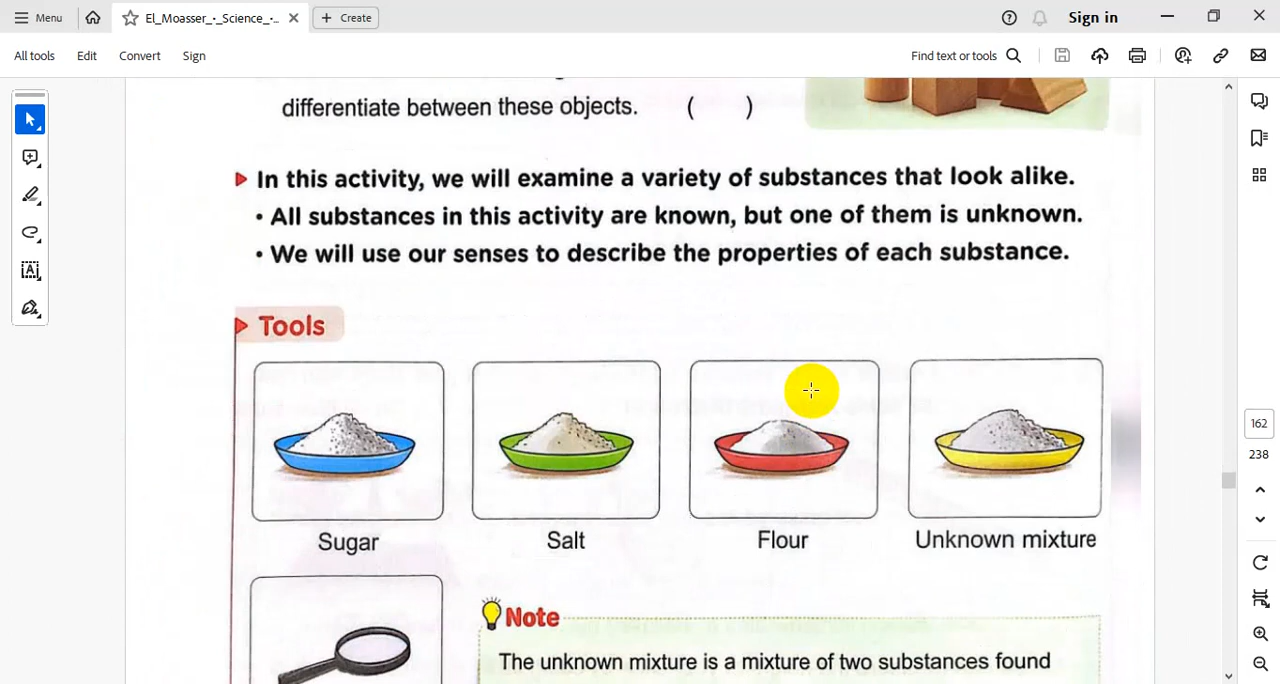 Menu
El_Moasser_-_Science_-...
Create
Sign in
All tools
Edit
Convert
Sign
Find text or tools
differentiate between these objects. ( )
In this activity, we will examine a variety of substances that look alike.
• All substances in this activity are known, but one of them is unknown.
• We will use our senses to describe the properties of each substance.
Tools
Sugar
Salt
Flour
Unknown mixture
Note
The unknown mixture is a mixture of two substances found
162
238